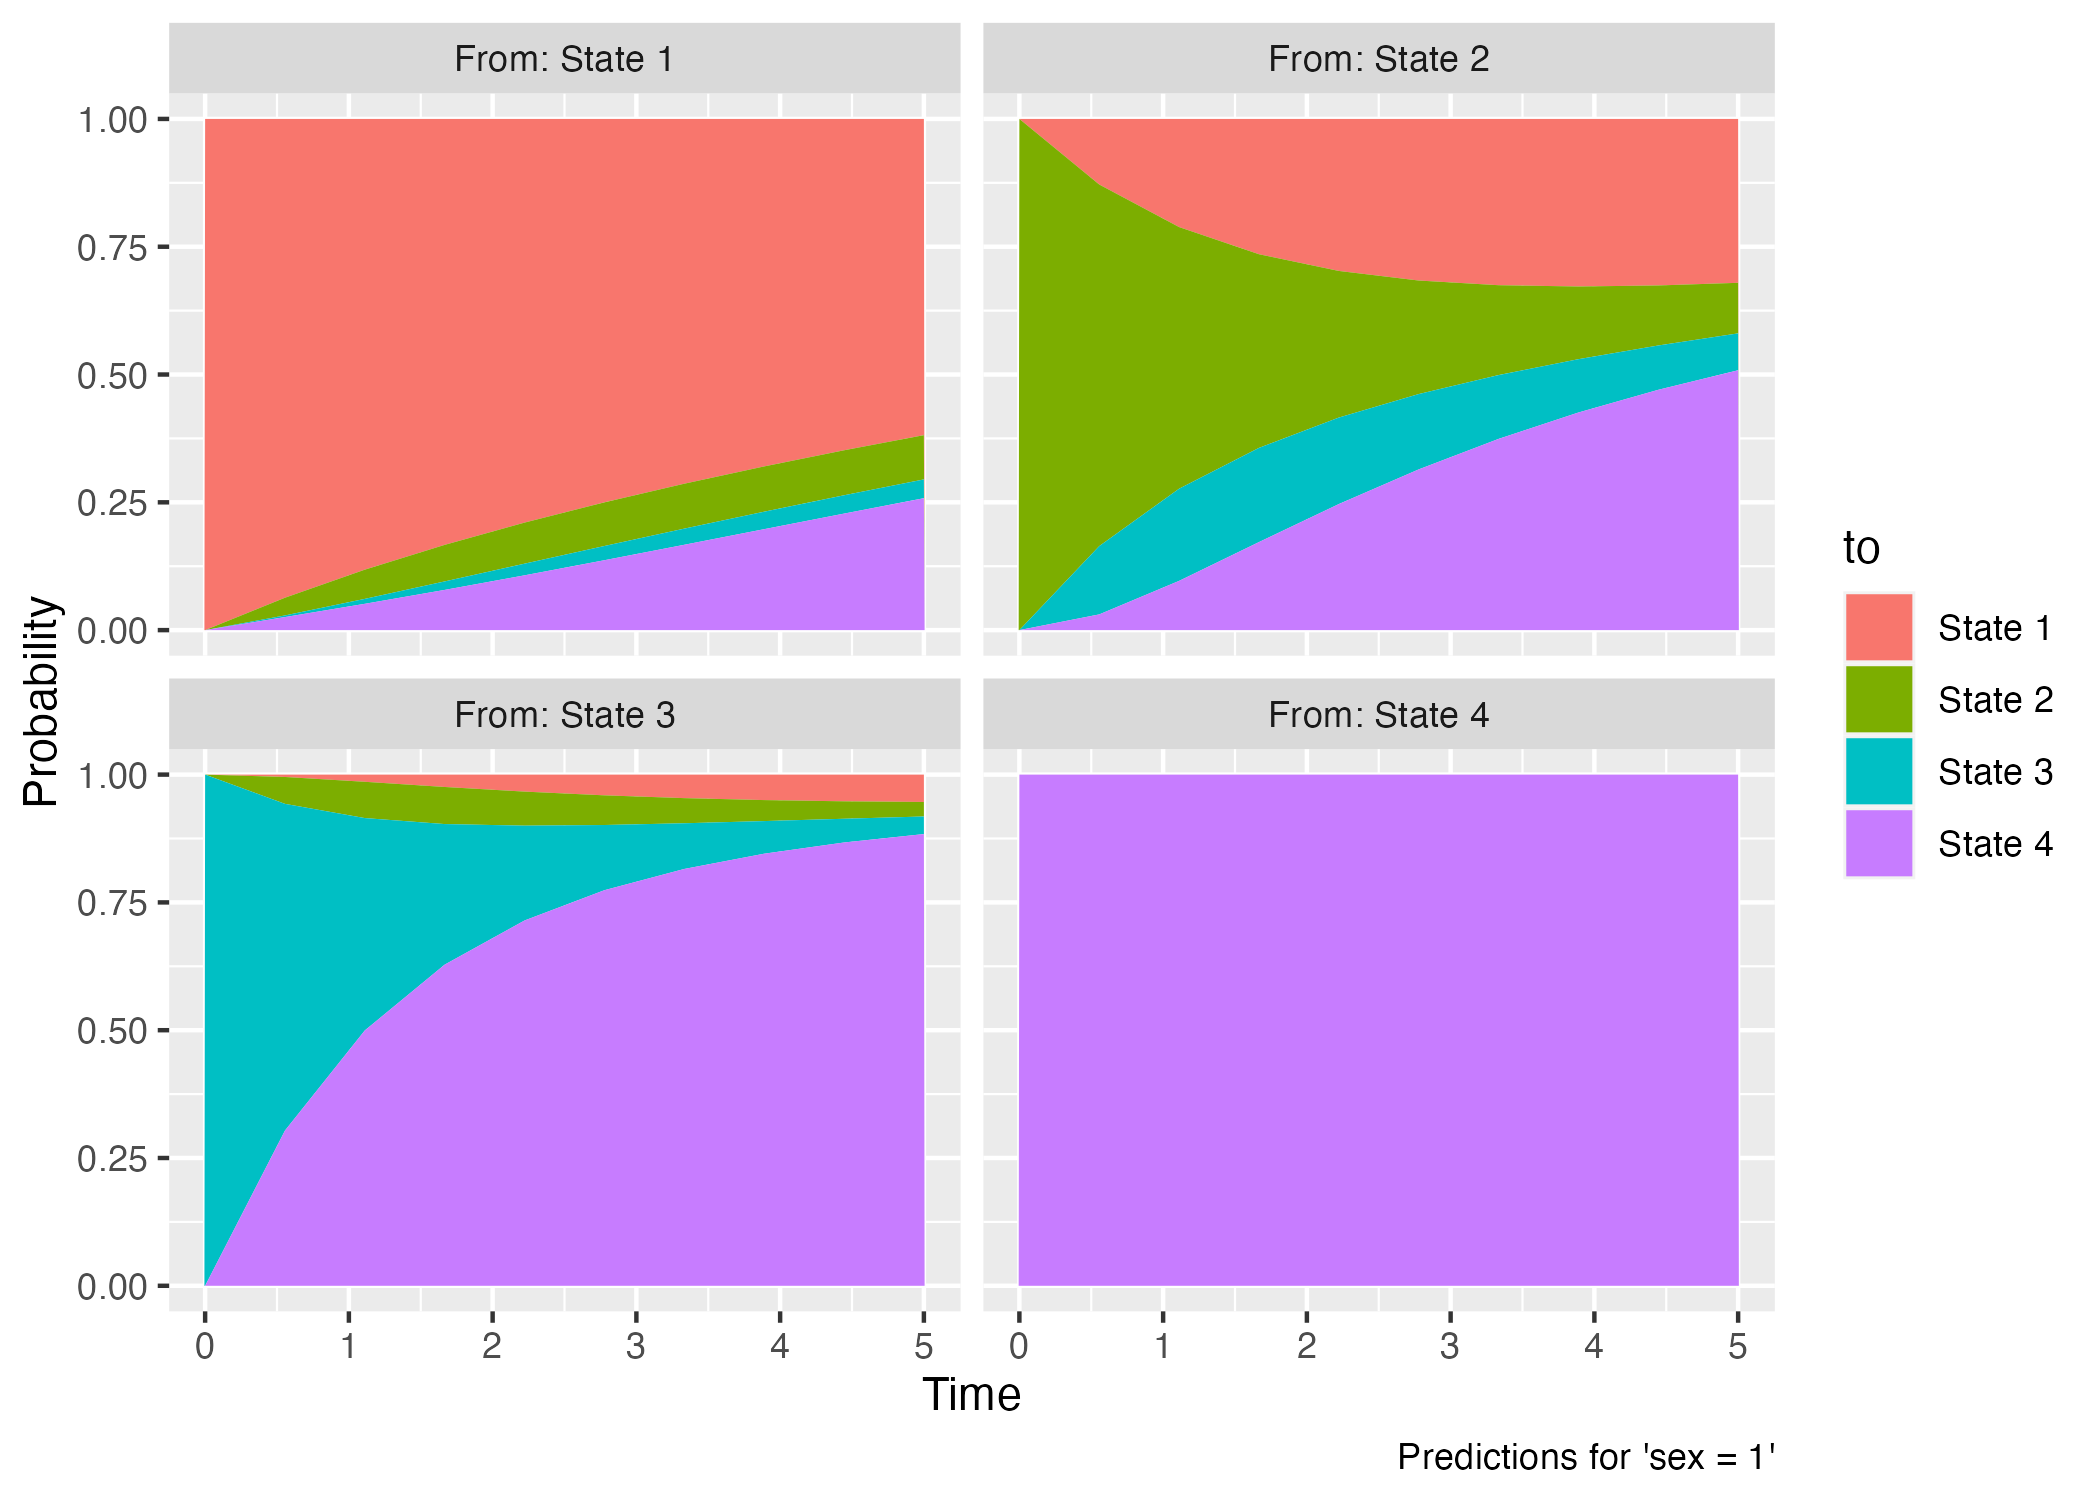 From: State 1
From: State 2
1.00
0.75
0.50
0.25
0.00
From: State 3
From: State 4
1.00
0.75
0.50
0.25
0.00
0 1 2 3 4 5
0 1 2 3 4 5
Probability
Time
to
State 1
State 2
State 3
State 4
Predictions for 'sex = 1'